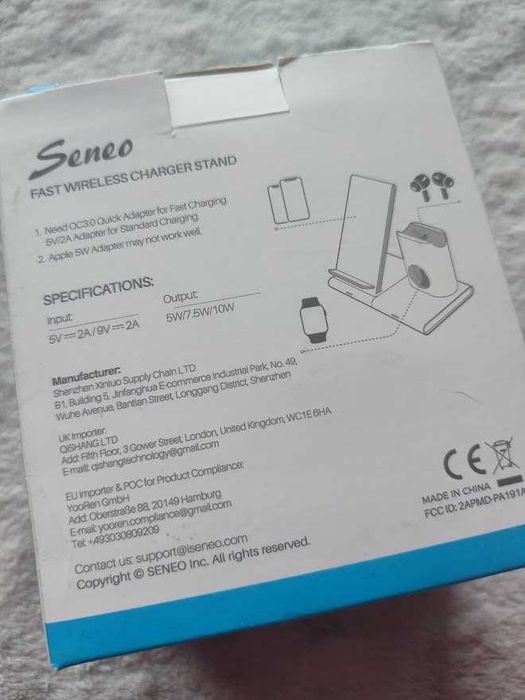 Seneo
FAST WIRELESS CHARGER STAND
1. Need QC3.0 Quick Adapter for Fast Charging.
5V/2A Adapter for Standard Charging.
2. Apple 5W Adapter may not work well.
SPECIFICATIONS:
Input:
5V⎓2A/9V⎓2A
Output:
5W/7.5W/10W
Manufacturer:
Shenzhen Xintuo Supply Chain LTD
B1, Building 5, Jinfanghua E-commerce Industrial Park, No. 49,
Wuhe Avenue, Bantian Street, Longgang District, Shenzhen
UK Importer:
QISHANG LTD
Add: Fifth Floor, 3 Gower Street, London, United Kingdom, WC1E 6HA
E-mail: qishangtechnology@gmail.com
EU Importer & POC for Product Compliance:
YooRen GmbH
Add: Oberstraße 88, 20149 Hamburg
E-mail: yooren.compliance@gmail.com
Tel: +493030809209
Contact us: support@iseneo.com
Copyright © SENEO Inc. All rights reserved.
CE
MADE IN CHINA
FCC ID: 2APMD-PA191A